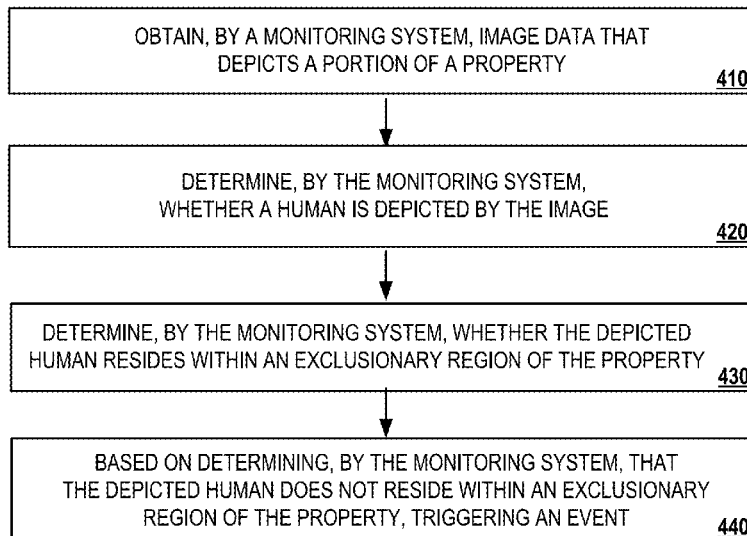 OBTAIN, BY A MONITORING SYSTEM, IMAGE DATA THAT
DEPICTS A PORTION OF A PROPERTY
410
DETERMINE, BY THE MONITORING SYSTEM,
WHETHER A HUMAN IS DEPICTED BY THE IMAGE
420
DETERMINE, BY THE MONITORING SYSTEM, WHETHER THE DEPICTED
HUMAN RESIDES WITHIN AN EXCLUSIONARY REGION OF THE PROPERTY
430
BASED ON DETERMINING, BY THE MONITORING SYSTEM, THAT
THE DEPICTED HUMAN DOES NOT RESIDE WITHIN AN EXCLUSIONARY
REGION OF THE PROPERTY, TRIGGERING AN EVENT
440